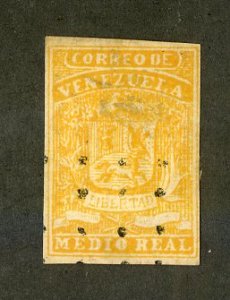 CORREO DE
VENEZUELA
LIBERTAD
MEDIO REAL